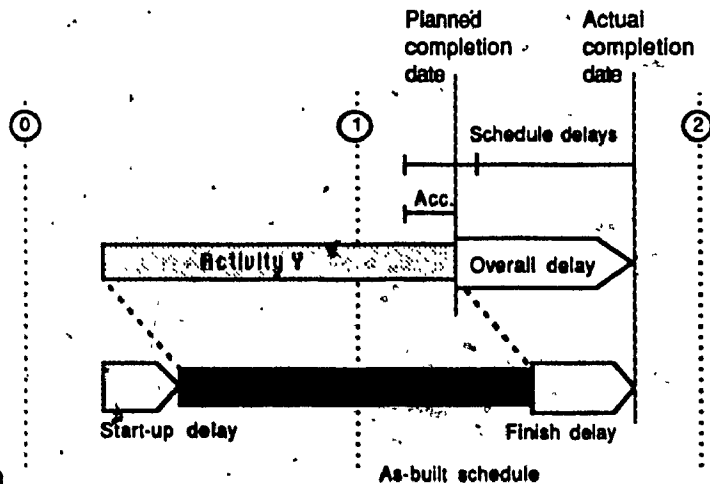 Planned
completion
date
Actual
completion
date
0
1
2
Schedule delays
Acc.
Activity Y
Overall delay
Start-up delay
Finish delay
As-built schedule